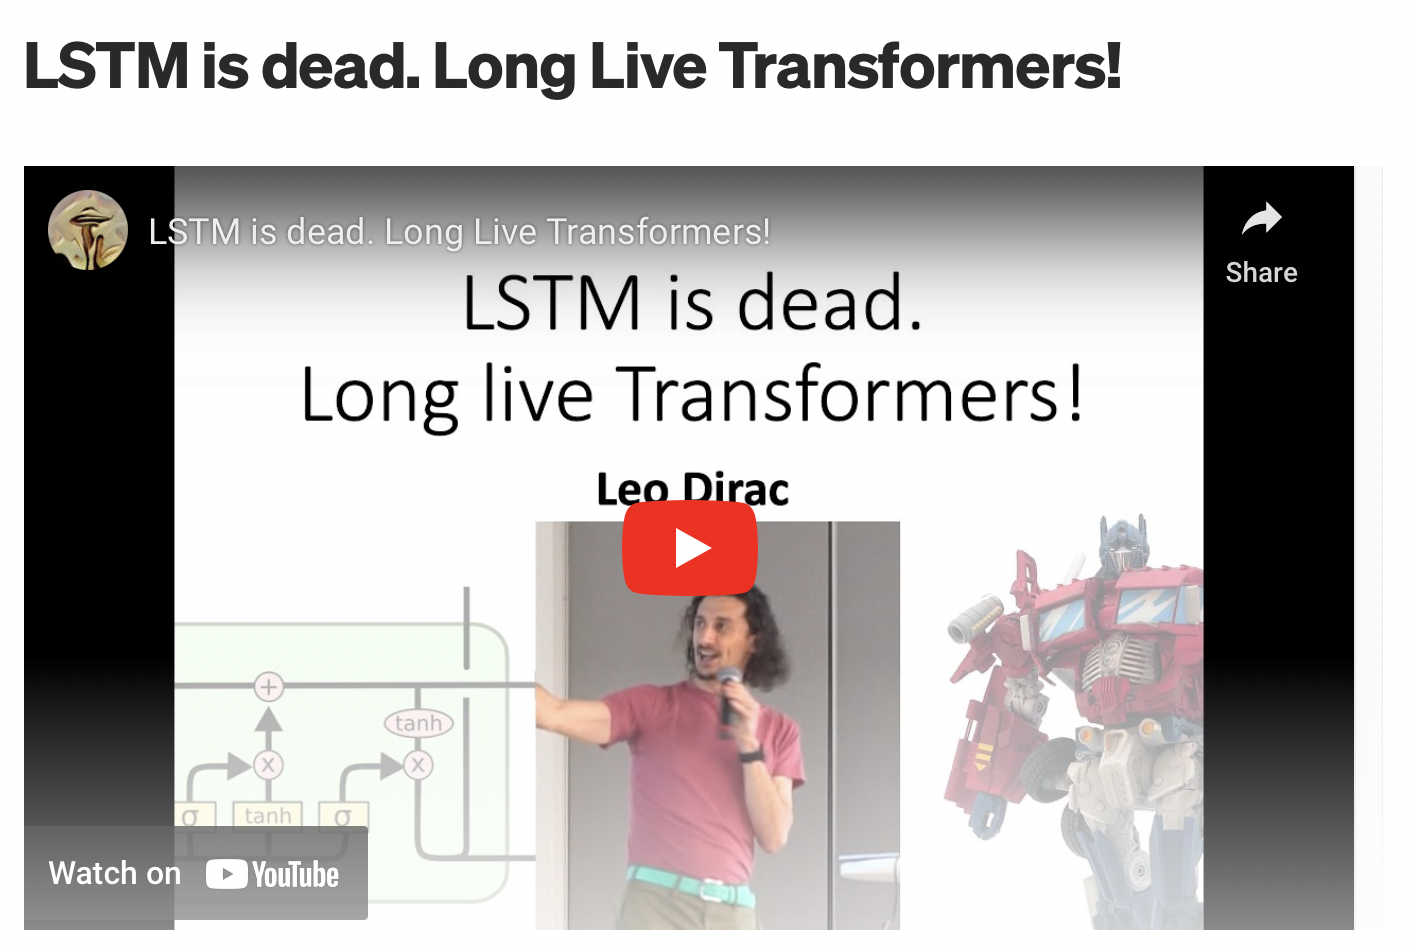 LSTM is dead. Long Live Transformers!
LSTM is dead. Long Live Transformers!
Share
LSTM is dead.
Long live Transformers!
Leo Dirac
tanh
x
x
σ
tanh
σ
Watch on YouTube